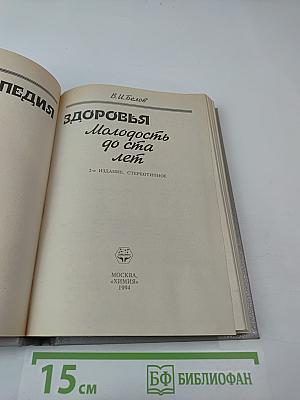 ПЕДИЯ
В.И.Белов
ЗДОРОВЬЯ
Молодость
до ста
лет
2-е ИЗДАНИЕ, СТЕРЕОТИПНОЕ
МОСКВА,
«ХИМИЯ»
1994
15 см
БФ БИБЛИОФАН